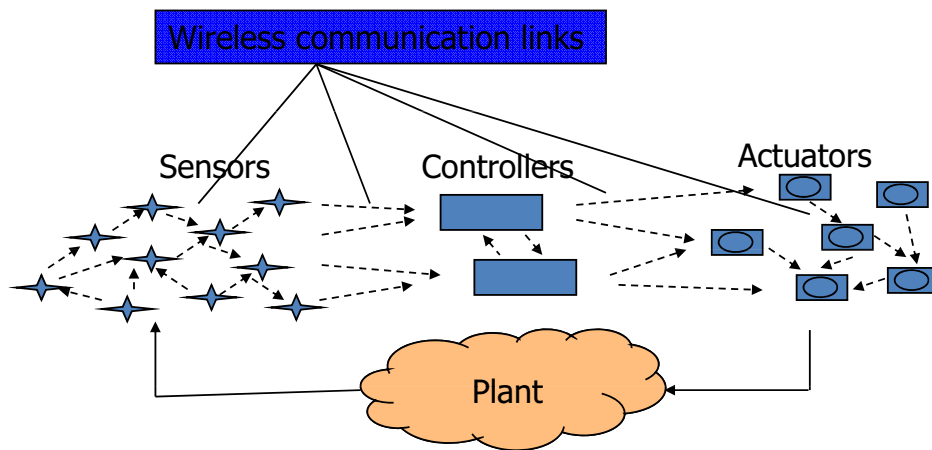 Wireless communication links
Sensors
Controllers
Actuators
Plant